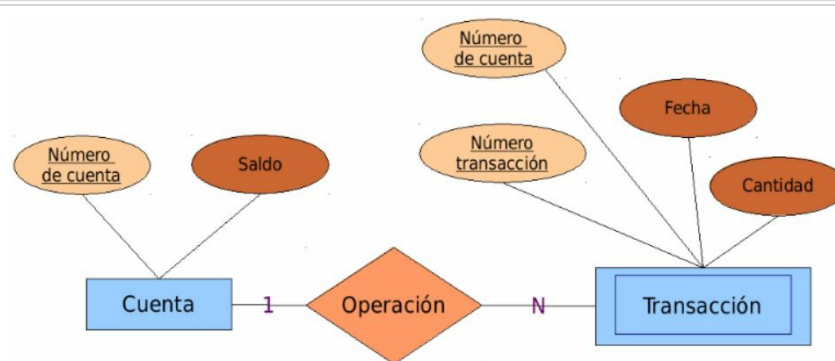 Número
de cuenta
Fecha
Número
transacción
Número
de cuenta
Saldo
Cantidad
Cuenta
1
Operación
N
Transacción